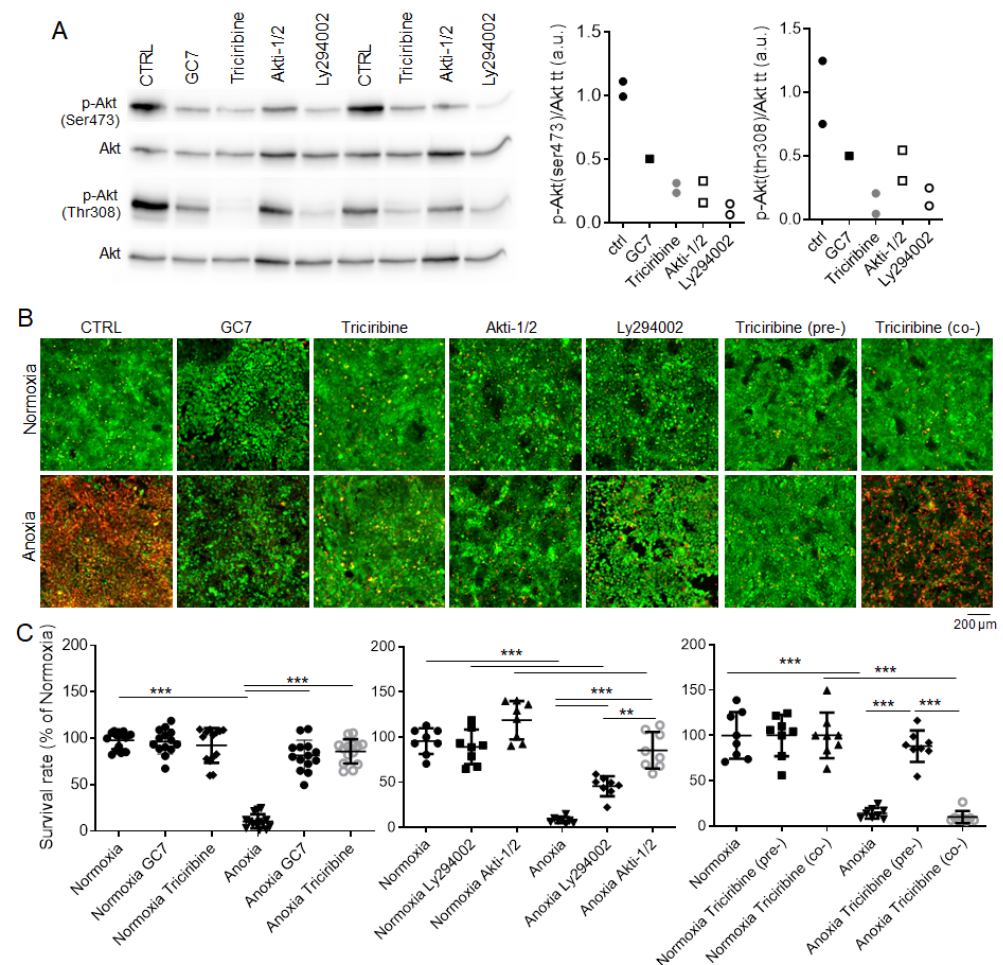 A
CTRL
GC7
Triciribine
Akti-1/2
Ly294002
CTRL
Triciribine
Akti-1/2
Ly294002
p-Akt
(Ser473)
Akt
p-Akt
(Thr308)
Akt
p-Akt(ser473)/Akt tt (a.u.)
1.5
1.0
0.5
0.0
ctrl
GC7
Triciribine
Akti-1/2
Ly294002
p-Akt(thr308)/Akt tt (a.u.)
1.5
1.0
0.5
0.0
ctrl
GC7
Triciribine
Akti-1/2
Ly294002
B
CTRL GC7 Triciribine Akti-1/2 Ly294002 Triciribine (pre-) Triciribine (co-)
Normoxia
Anoxia
200 µm
C
Survival rate (% of Normoxia)
200
150
100
50
0
*** ***
Normoxia
Normoxia GC7
Normoxia Tricitibine
Anoxia
Anoxia GC7
Anoxia Tricitibine
200
150
100
50
0
***
***
**
Normoxia
Normoxia Ly294002
Normoxia Akti-1/2
Anoxia
Anoxia Ly294002
Anoxia Akti-1/2
200
150
100
50
0
*** ***
*** ***
Normoxia
Normoxia Triciribine (pre-)
Normoxia Triciribine (co-)
Anoxia
Anoxia Triciribine (pre-)
Anoxia Triciribine (co-)